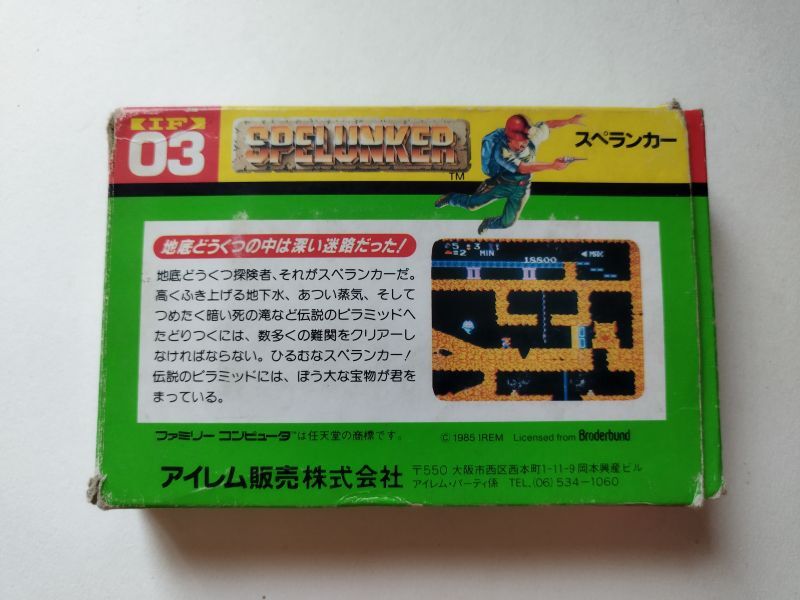 IF
03
SPELUNKER
TM
スペランカー
地底どうくつの中は深い迷路だった！
地底どうくつ探険者、それがスペランカーだ。
高くふき上げる地下水、あつい蒸気、そして
つめたく暗い死の滝など伝説のピラミッドへ
たどりつくには、数多くの難関をクリアーし
なければならない。ひるむなスペランカー！
伝説のピラミッドには、ぼう大な宝物が君を
まっている。
5 3
=2 MIN
18800
◀MAX
ファミリー コンピュータ™は任天堂の商標です。
© 1985 IREM Licensed from Brøderbund
アイレム販売株式会社
〒550 大阪市西区西本町1-11-9 岡本興産ビル
アイレム・パーティ係 TEL.(06)534-1060